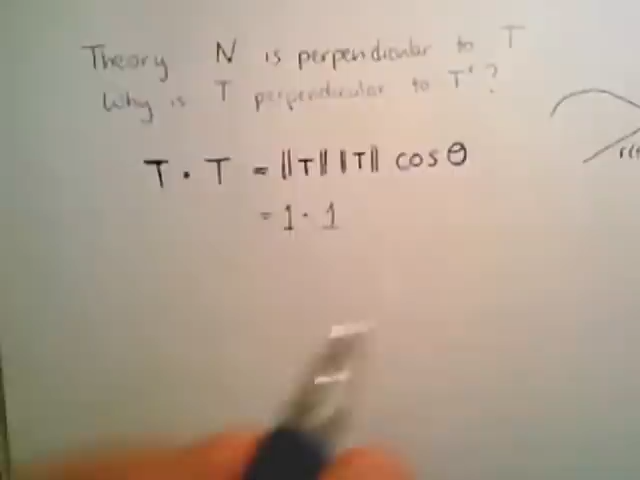 Theory N is perpendicular to T
Why is T perpendicular to T'?
T · T = ||T|| ||T|| cos θ
= 1 · 1